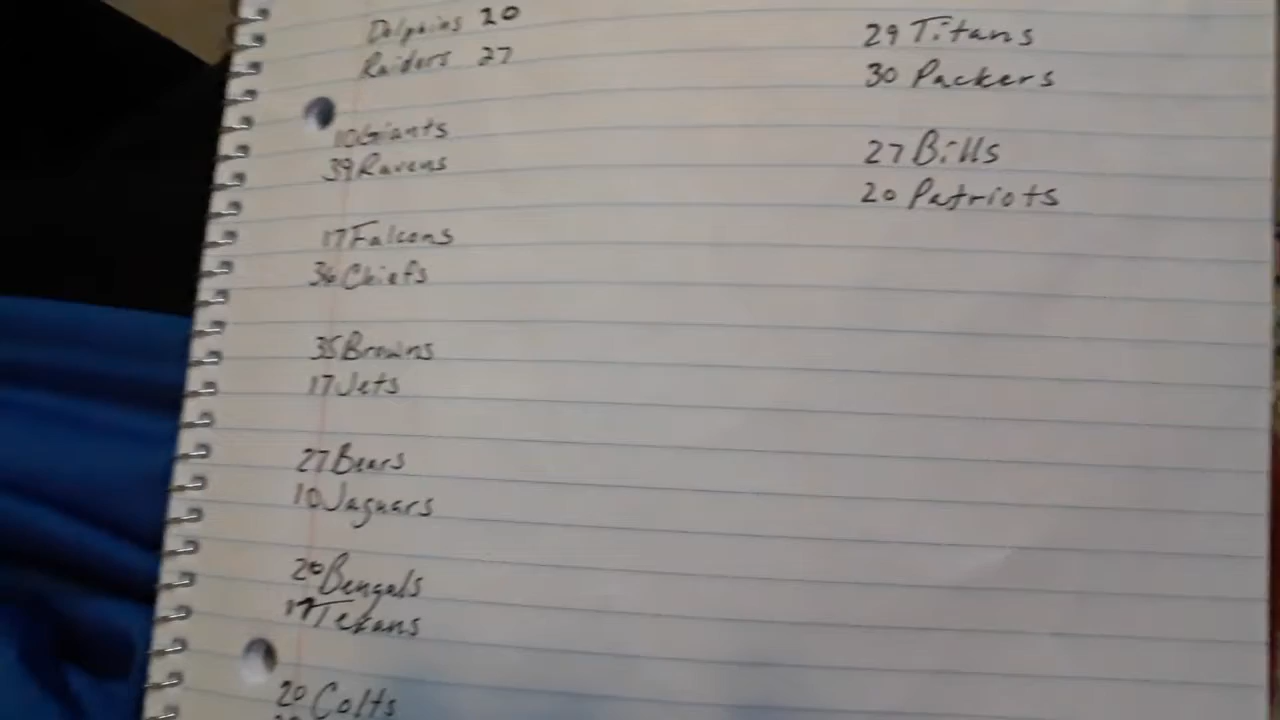 Dolphins 20
Raiders 27
10 Giants
39 Ravens
17 Falcons
36 Chiefs
35 Browns
17 Jets
27 Bears
10 Jaguars
20 Bengals
Texans
20 Colts
29 Titans
30 Packers
27 Bills
20 Patriots